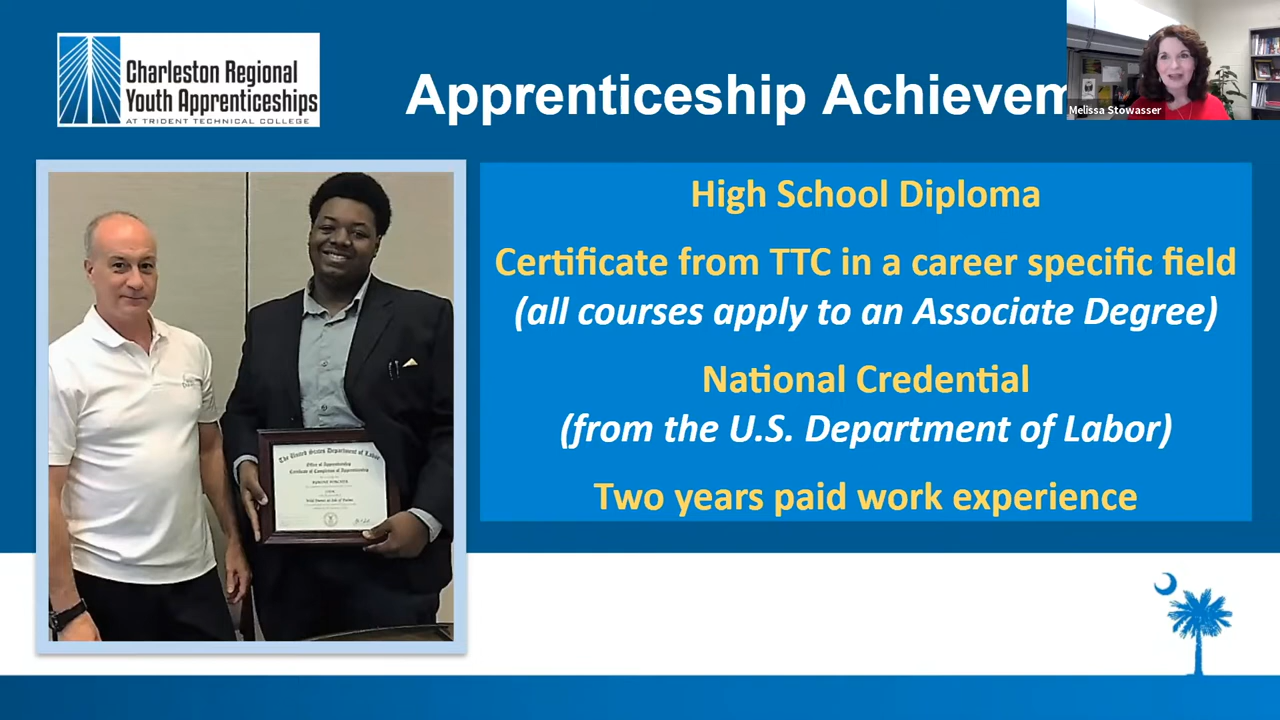 Charleston Regional
Youth Apprenticeships
AT TRIDENT TECHNICAL COLLEGE
Apprenticeship Achievem
Melissa Stowasser
High School Diploma
Certificate from TTC in a career specific field
(all courses apply to an Associate Degree)
National Credential
(from the U.S. Department of Labor)
Two years paid work experience
The United States Department of Labor
Office of Apprenticeship
Certificate of Completion of Apprenticeship